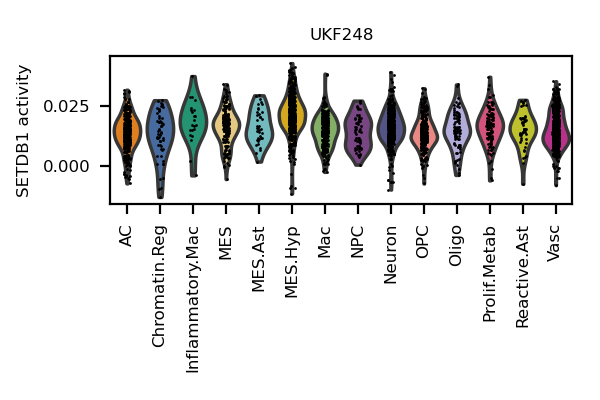 UKF248
SETDB1 activity
0.025
0.000
AC
Chromatin.Reg
Inflammatory.Mac
MES
MES.Ast
MES.Hyp
Mac
NPC
Neuron
OPC
Oligo
Prolif.Metab
Reactive.Ast
Vasc